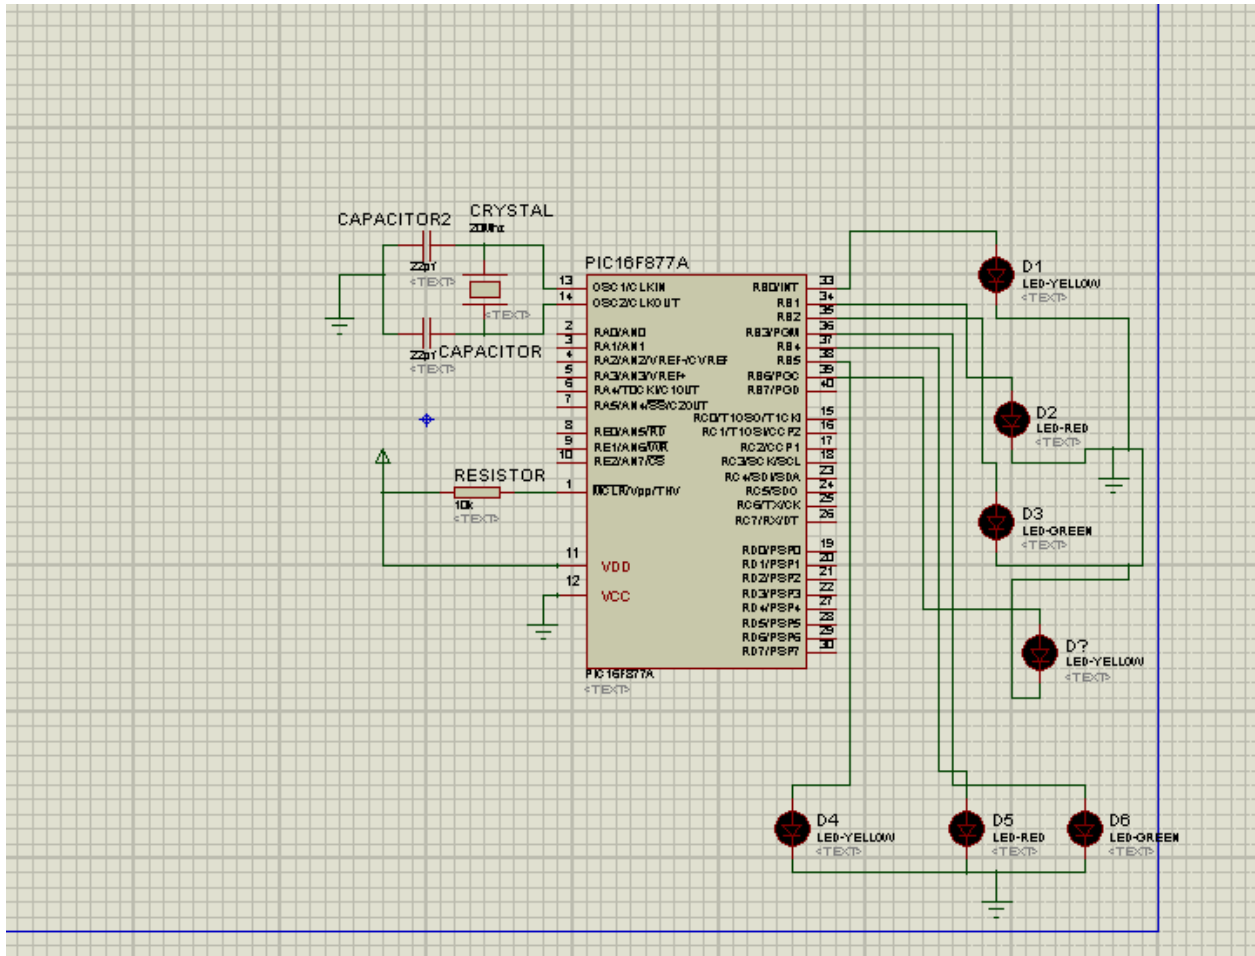 CAPACITOR2
22pf
<TEXT>
CRYSTAL
20Mhz
<TEXT>
22pf
CAPACITOR
<TEXT>
RESISTOR
10k
<TEXT>
PIC16F877A
13
OSC1/CLKIN
14
OSC2/CLKOUT
2
RA0/AN0
3
RA1/AN1
4
RA2/AN2/VREF-/CVREF
5
RA3/AN3/VREF+
6
RA4/T0CKI/C1OUT
7
RA5/AN4/SS/C2OUT
8
RE0/AN5/RD
9
RE1/AN6/WR
10
RE2/AN7/CS
1
MCLR/Vpp/THV
11
VDD
12
VCC
RB0/INT
33
RB1
34
RB2
35
RB3/PGM
36
RB4
37
RB5
38
RB6/PGC
39
RB7/PGD
40
RC0/T1OSO/T1CKI
15
RC1/T1OSI/CCP2
16
RC2/CCP1
17
RC3/SCK/SCL
18
RC4/SDI/SDA
23
RC5/SDO
24
RC6/TX/CK
25
RC7/RX/DT
26
RD0/PSP0
19
RD1/PSP1
20
RD2/PSP2
21
RD3/PSP3
22
RD4/PSP4
27
RD5/PSP5
28
RD6/PSP6
29
RD7/PSP7
30
PIC16F877A
<TEXT>
D1
LED-YELLOW
<TEXT>
D2
LED-RED
<TEXT>
D3
LED-GREEN
<TEXT>
D?
LED-YELLOW
<TEXT>
D4
LED-YELLOW
<TEXT>
D5
LED-RED
<TEXT>
D6
LED-GREEN
<TEXT>